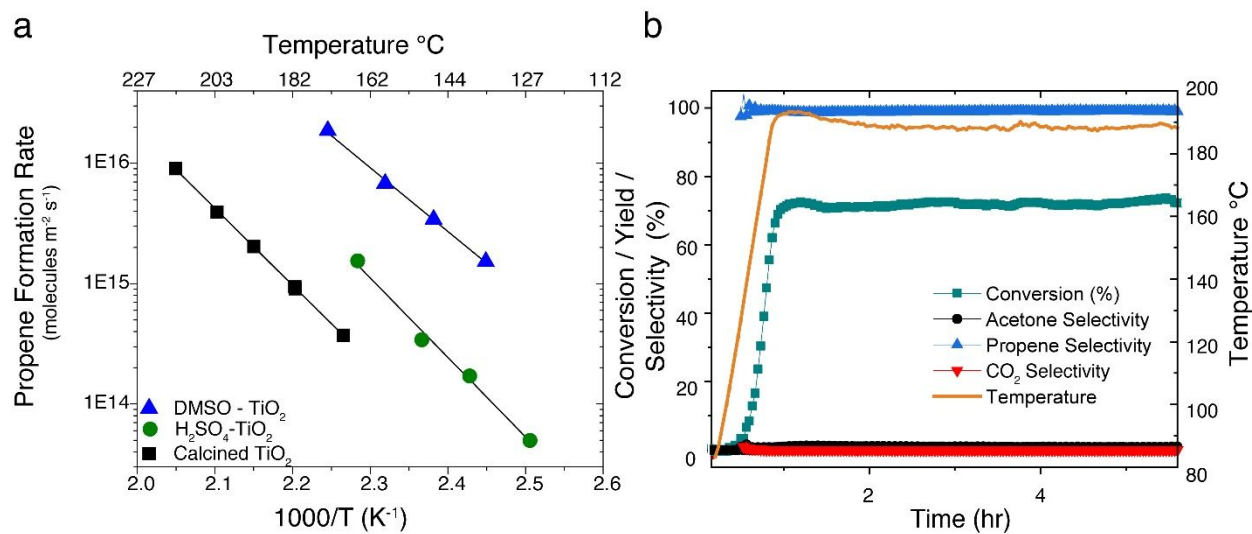 a
Temperature °C
227 203 182 162 144 127 112
Propene Formation Rate
(molecules m-2 s-1)
1E16
1E15
1E14
DMSO - TiO2
H2SO4-TiO2
Calcined TiO2
2.0 2.1 2.2 2.3 2.4 2.5 2.6
1000/T (K-1)
b
Conversion / Yield /
Selectivity (%)
100
80
60
40
20
0
Conversion (%)
Acetone Selectivity
Propene Selectivity
CO2 Selectivity
Temperature
200
180
160
140
120
100
80
Temperature °C
2 4
Time (hr)